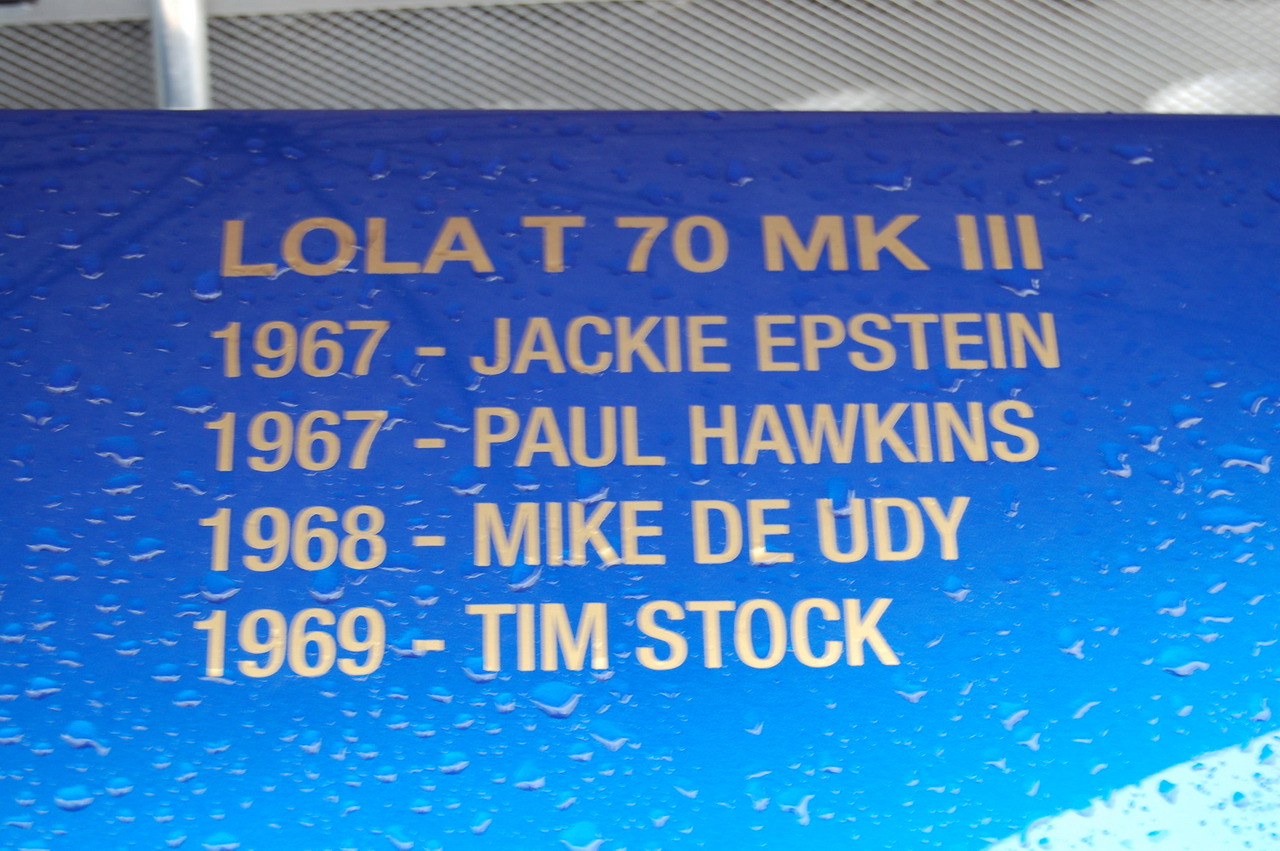 LOLA T 70 MK III
1967 - JACKIE EPSTEIN
1967 - PAUL HAWKINS
1968 - MIKE DE UDY
1969 - TIM STOCK